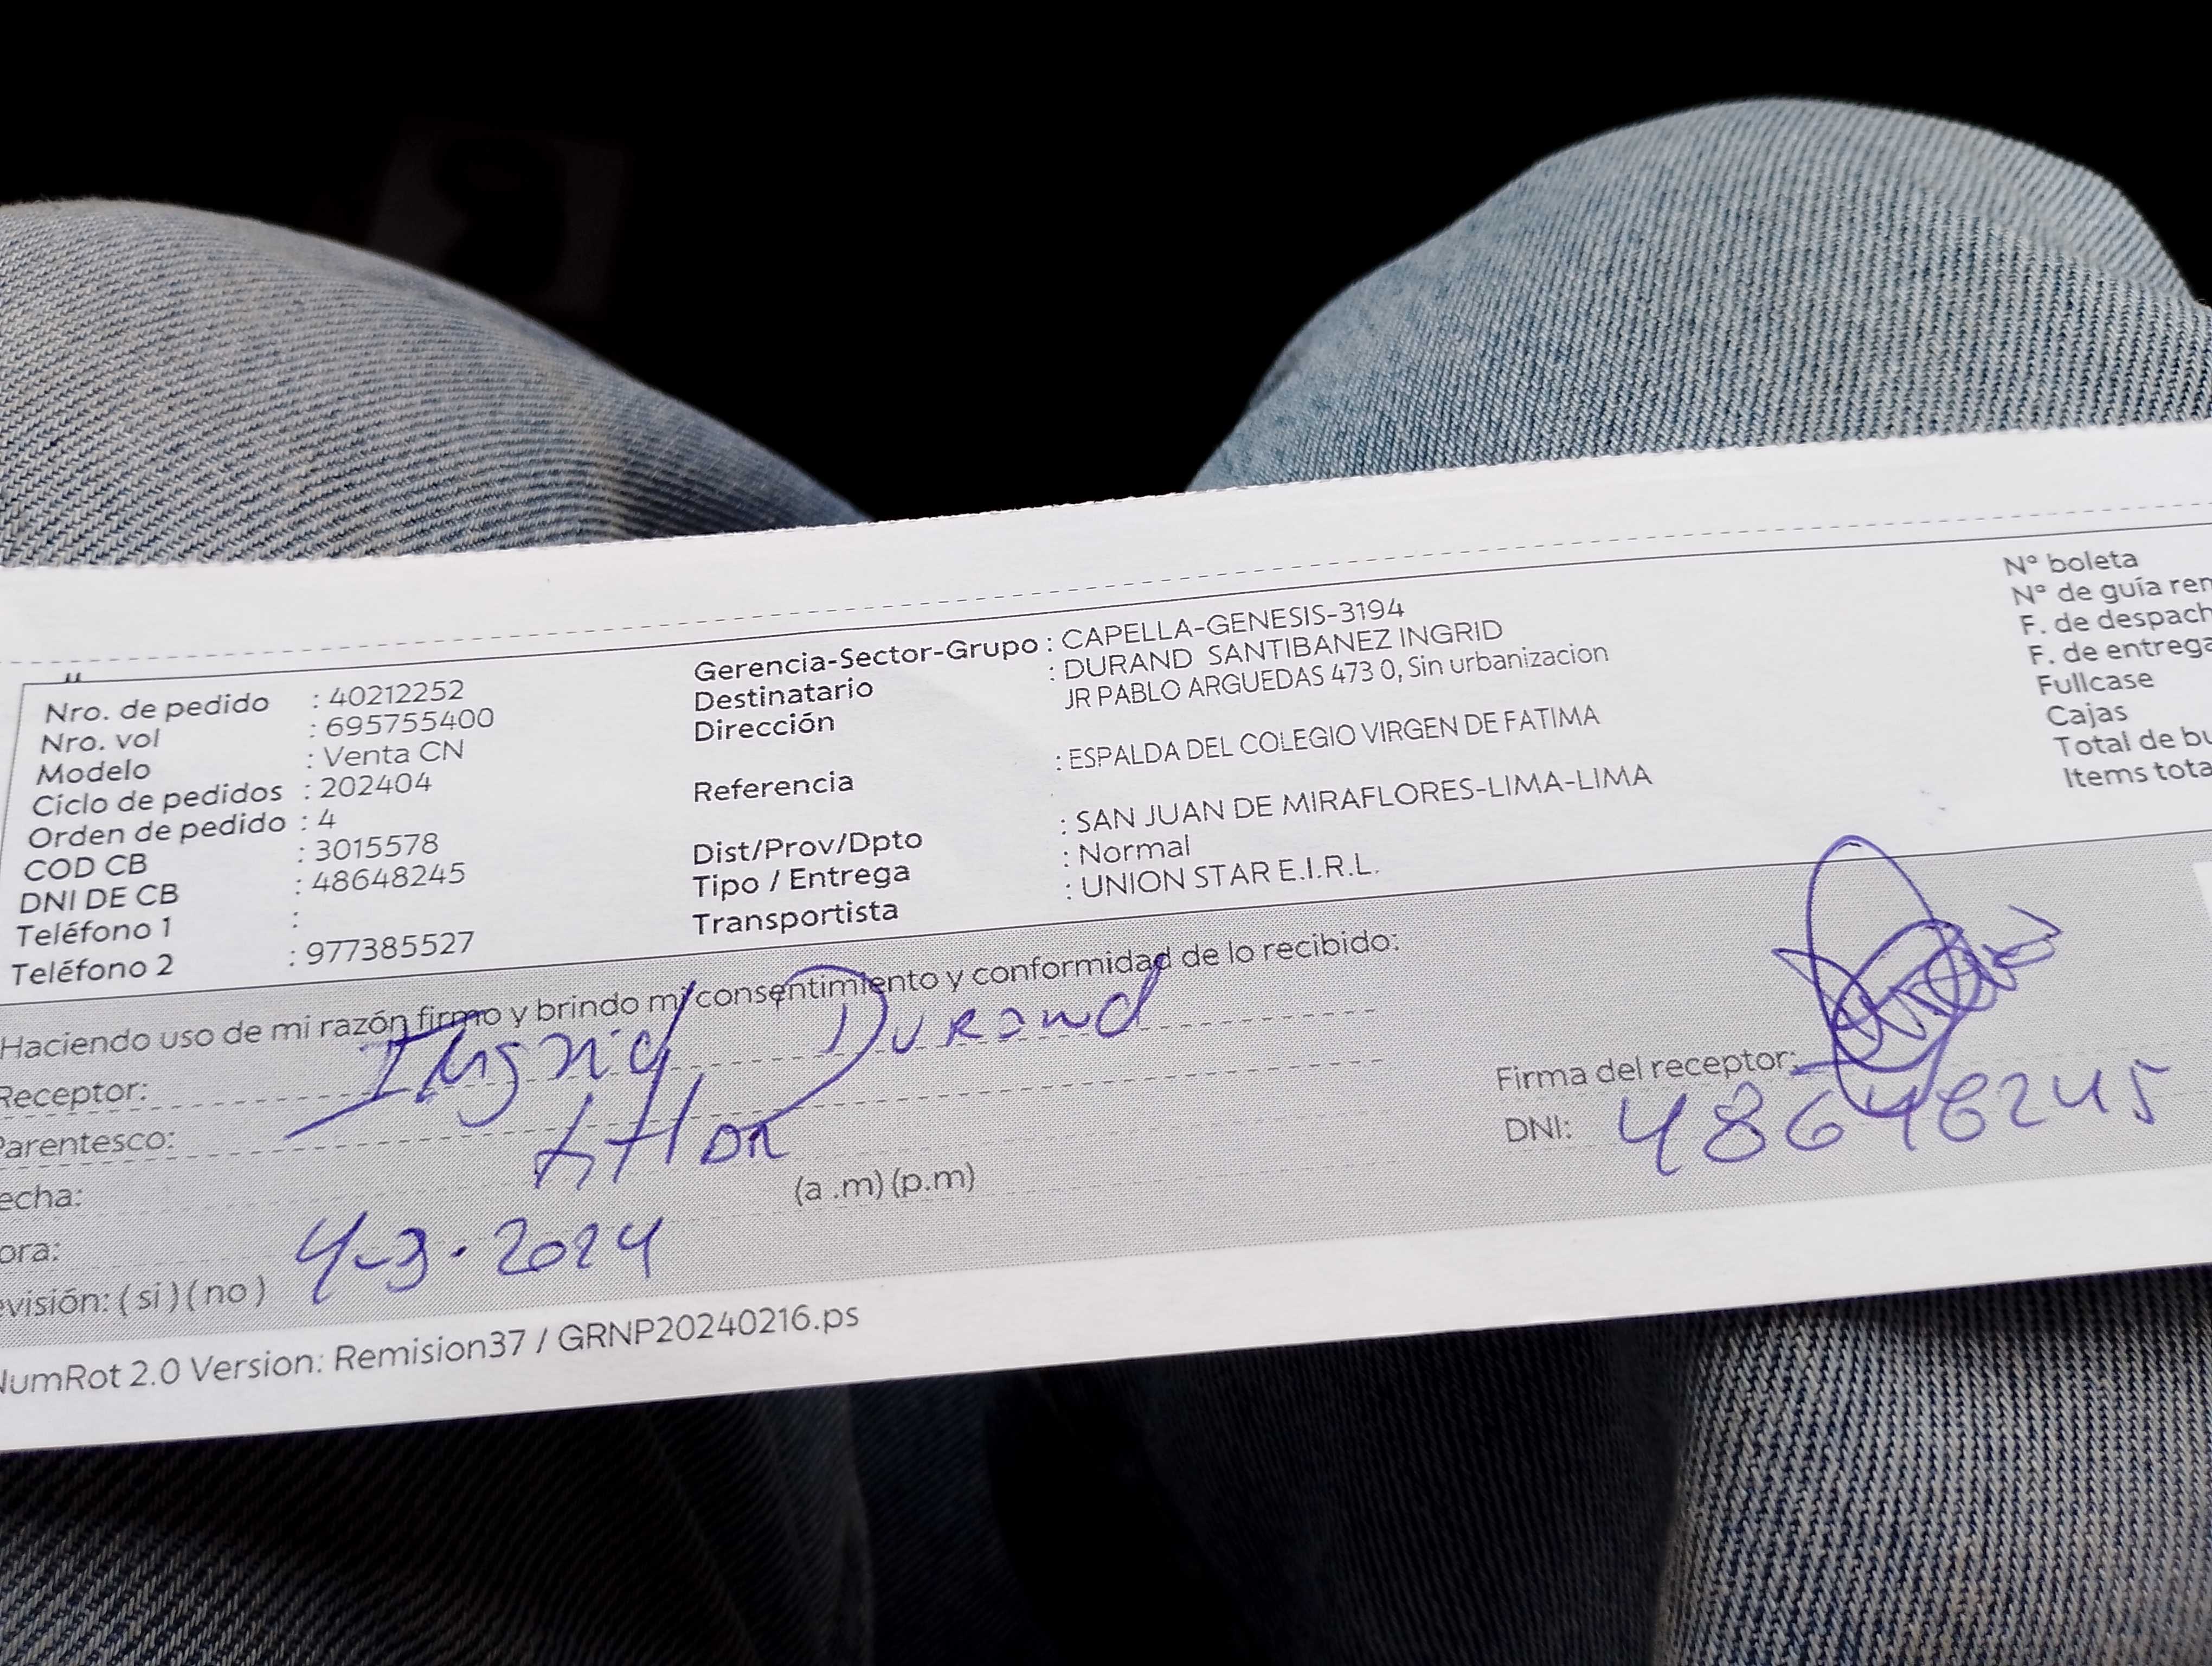 Nro. de pedido : 40212252
Nro. vol : 695755400
Modelo : Venta CN
Ciclo de pedidos : 202404
Orden de pedido : 4
COD CB : 3015578
DNI DE CB : 48648245
Teléfono 1 :
Teléfono 2 : 977385527
Gerencia-Sector-Grupo : CAPELLA-GENESIS-3194
Destinatario : DURAND SANTIBANEZ INGRID
Dirección JR PABLO ARGUEDAS 473 0, Sin urbanizacion
Referencia : ESPALDA DEL COLEGIO VIRGEN DE FATIMA
Dist/Prov/Dpto : SAN JUAN DE MIRAFLORES-LIMA-LIMA
Tipo / Entrega : Normal
Transportista : UNION STAR E.I.R.L.
N° boleta
N° de guía rem
F. de despach
F. de entrega
Fullcase
Cajas
Total de bu
Items tota
Haciendo uso de mi razón firmo y brindo mi consentimiento y conformidad de lo recibido:
Receptor: Ingrid Durand
Parentesco:
echa: (a .m) (p.m)
ora: 4-3-2024
evisión: ( si ) ( no )
Firma del receptor:
DNI: 48648245
NumRot 2.0 Version: Remision37 / GRNP20240216.ps